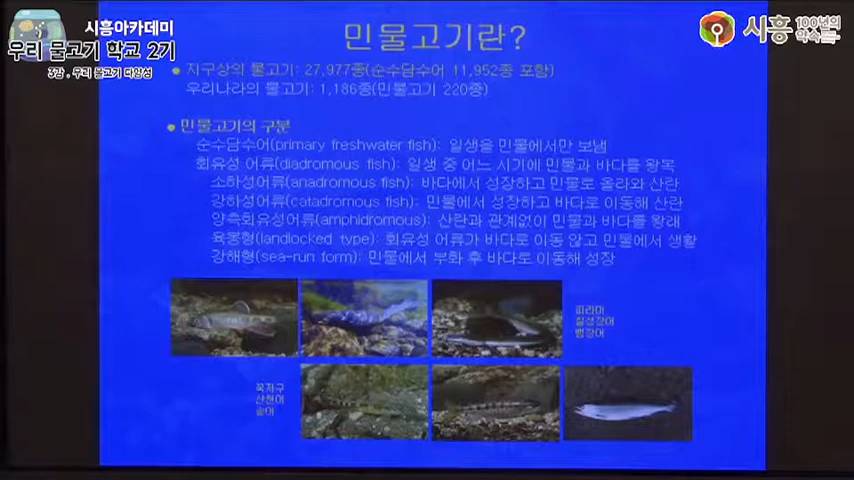 시흥아카데미
우리 물고기 학교 2기
3강. 우리 물고기 다양성
시흥 100년의 약속
민물고기란?
● 지구상의 물고기: 27,977종(순수담수어 11,952종 포함)
우리나라의 물고기: 1,186종(민물고기 220종)
● 민물고기의 구분
순수담수어(primary freshwater fish): 일생을 민물에서만 보냄
회유성 어류(diadromous fish): 일생 중 어느 시기에 민물과 바다를 왕복
소하성어류(anadromous fish): 바다에서 성장하고 민물로 올라와 산란
강하성어류(catadromous fish): 민물에서 성장하고 바다로 이동해 산란
양측회유성어류(amphidromous): 산란과 관계없이 민물과 바다를 왕래
육봉형(landlocked type): 회유성 어류가 바다로 이동 않고 민물에서 생활
강해형(sea-run form): 민물에서 부화 후 바다로 이동해 성장
피라미
칠성장어
뱀장어
꾹저구
산천어
송어